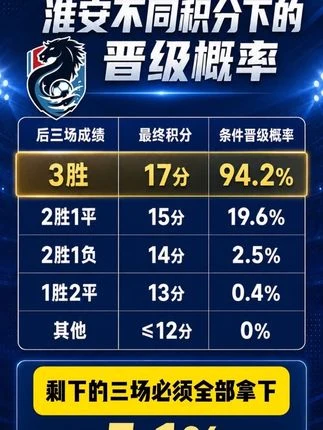 淮安不同积分下的
晋级概率
后三场成绩 最终积分 条件晋级概率
3胜 17分 94.2%
2胜1平 15分 19.6%
2胜1负 14分 2.5%
1胜2平 13分 0.4%
其他 ≤12分 0%
剩下的三场必须全部拿下